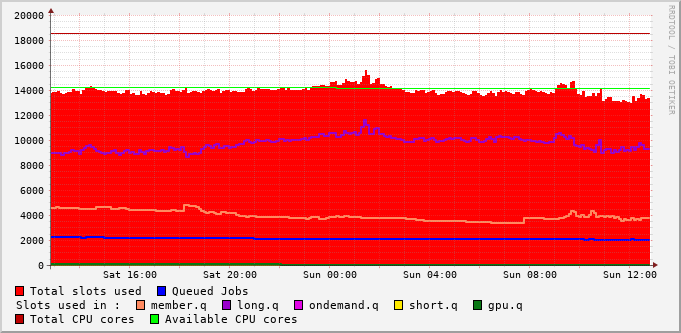 RRDTOOL / TOBI OETIKER
20000
18000
16000
14000
12000
10000
8000
6000
4000
2000
0
Sat 16:00 Sat 20:00 Sun 00:00 Sun 04:00 Sun 08:00 Sun 12:00
Total slots used Queued Jobs
Slots used in : member.q long.q ondemand.q short.q gpu.q
Total CPU cores Available CPU cores